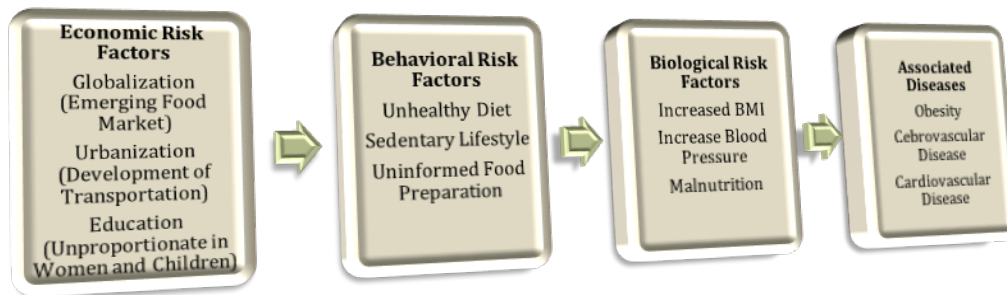 Economic Risk
Factors
Globalization
(Emerging Food
Market)
Urbanization
(Development of
Transportation)
Education
(Unproportionate in
Women and Children)
Behavioral Risk
Factors
Unhealthy Diet
Sedentary Lifestyle
Uninformed Food
Preparation
Biological Risk
Factors
Increased BMI
Increase Blood
Pressure
Malnutrition
Associated
Diseases
Obesity
Cebrovascular
Disease
Cardiovascular
Disease